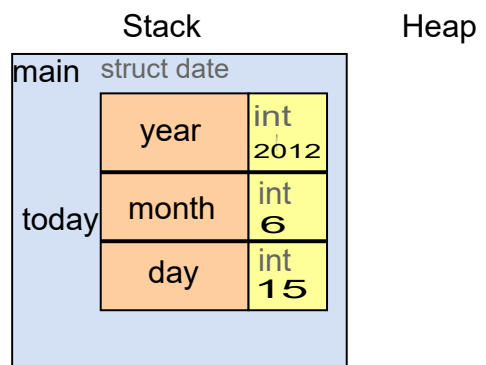 Stack Heap
main struct date
year int
2012
today month int
6
day int
15